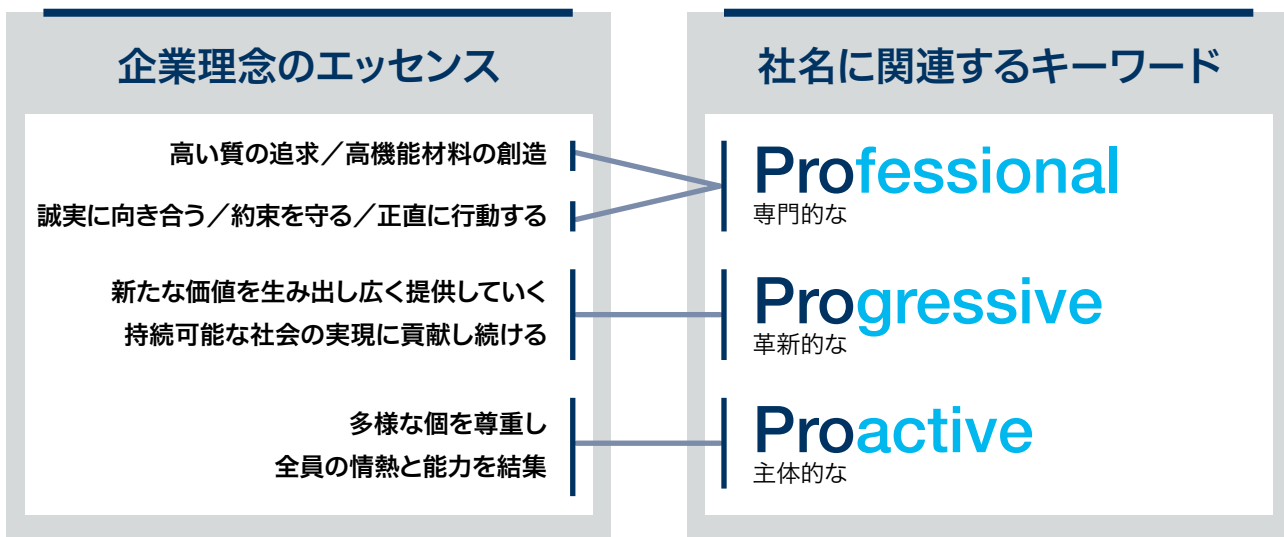 企業理念のエッセンス
高い質の追求／高機能材料の創造
誠実に向き合う／約束を守る／正直に行動する
新たな価値を生み出し広く提供していく
持続可能な社会の実現に貢献し続ける
多様な個を尊重し
全員の情熱と能力を結集
社名に関連するキーワード
Professional
専門的な
Progressive
革新的な
Proactive
主体的な